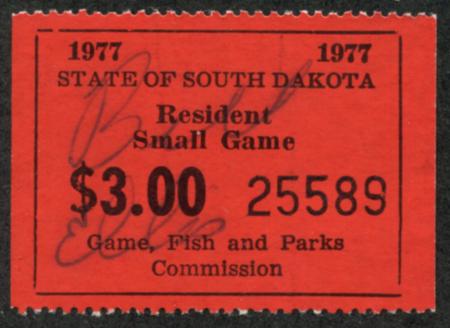 1977 1977
STATE OF SOUTH DAKOTA
Resident
Small Game
$3.00 25589
Game, Fish and Parks
Commission